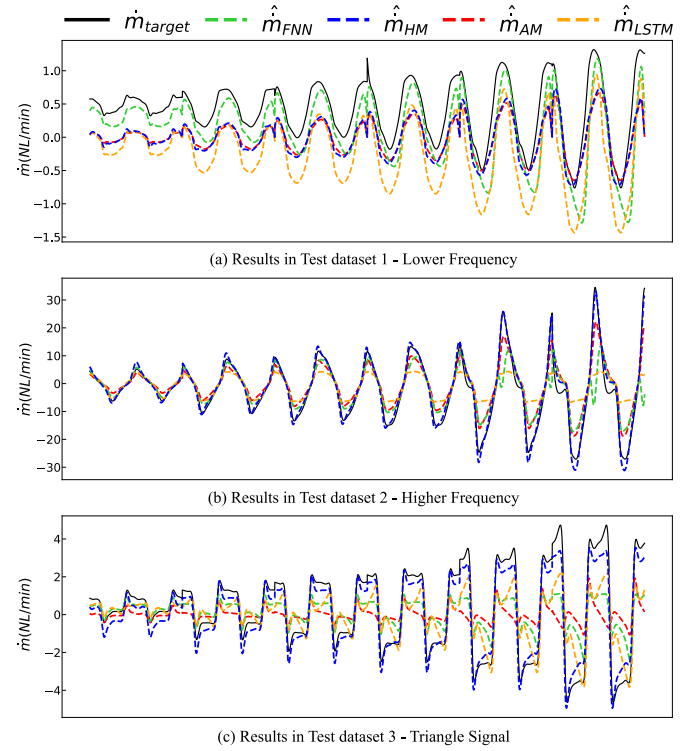 ṁ_target m̂̇_FNN m̂̇_HM m̂̇_AM m̂̇_LSTM
ṁ(NL/min)
1.0
0.5
0.0
−0.5
−1.0
−1.5
(a) Results in Test dataset 1 - Lower Frequency
ṁ(NL/min)
30
20
10
0
−10
−20
−30
(b) Results in Test dataset 2 - Higher Frequency
ṁ(NL/min)
4
2
0
−2
−4
(c) Results in Test dataset 3 - Triangle Signal